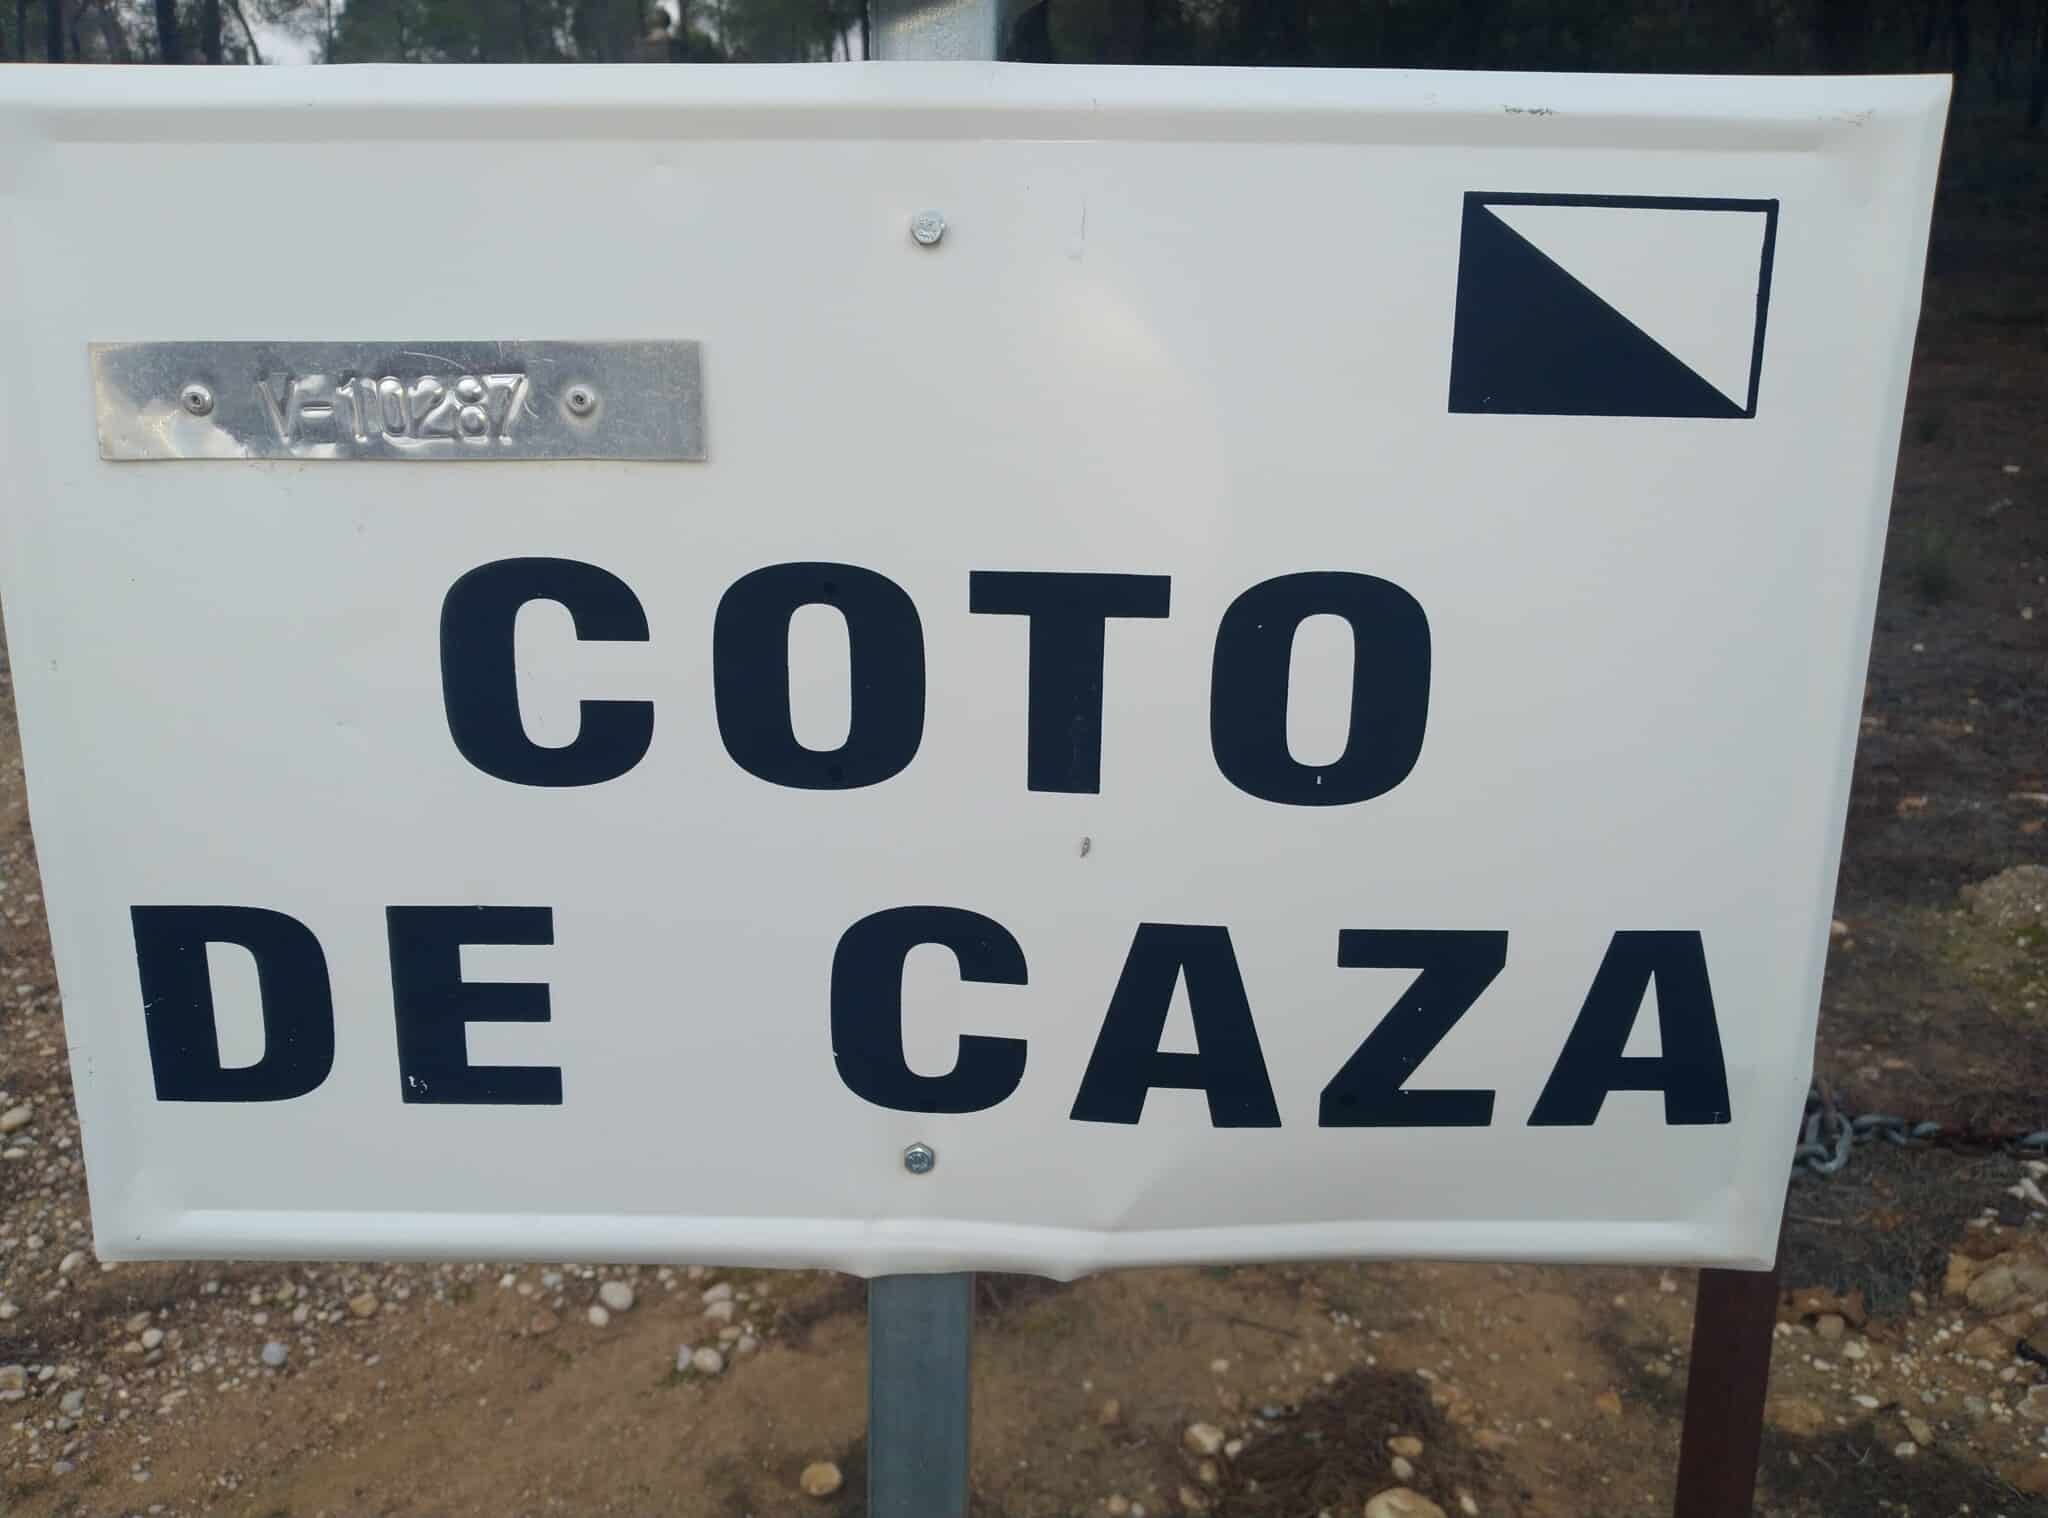 V-10287
COTO
DE CAZA